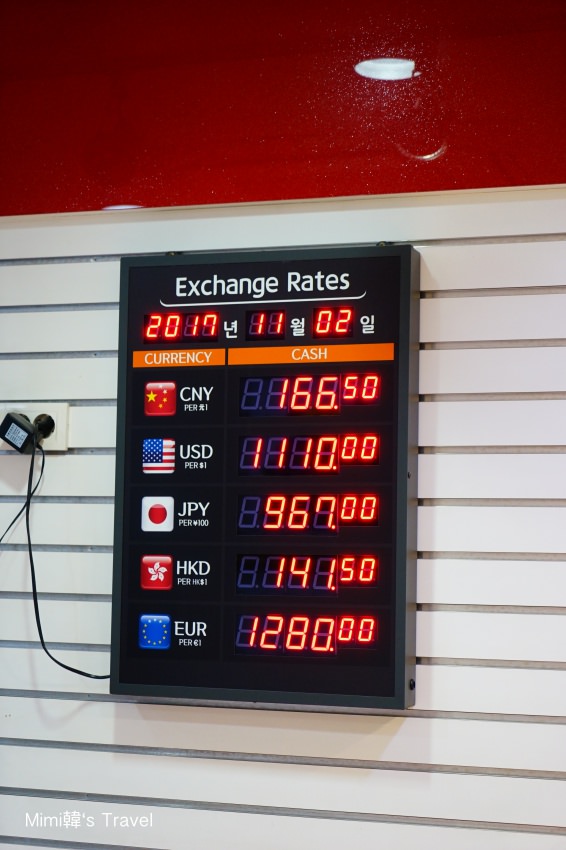 Exchange Rates
2017 년 11 월 02 일
CURRENCY CASH
CNY 166.50
PER 元1
USD 1110.00
PER $1
JPY 967.00
PER ¥100
HKD 141.50
PER HK$1
EUR 1280.00
PER €1
Mimi韓's Travel